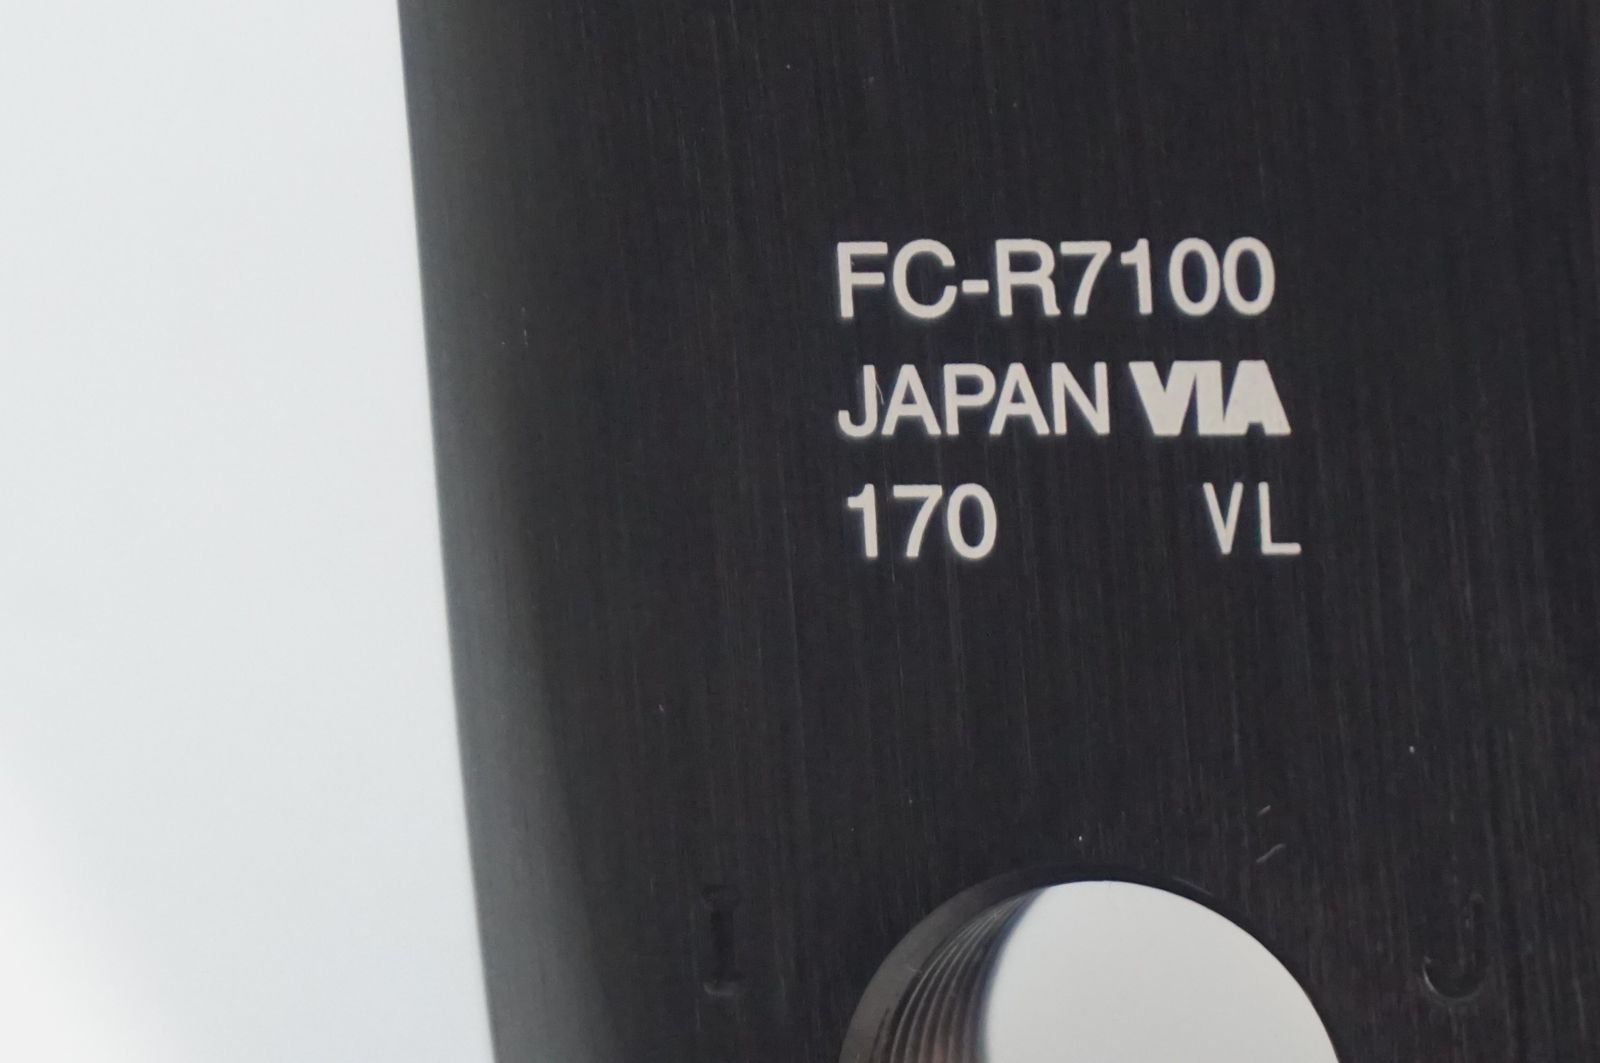 FC-R7100
JAPAN VIA
170 VL
I J